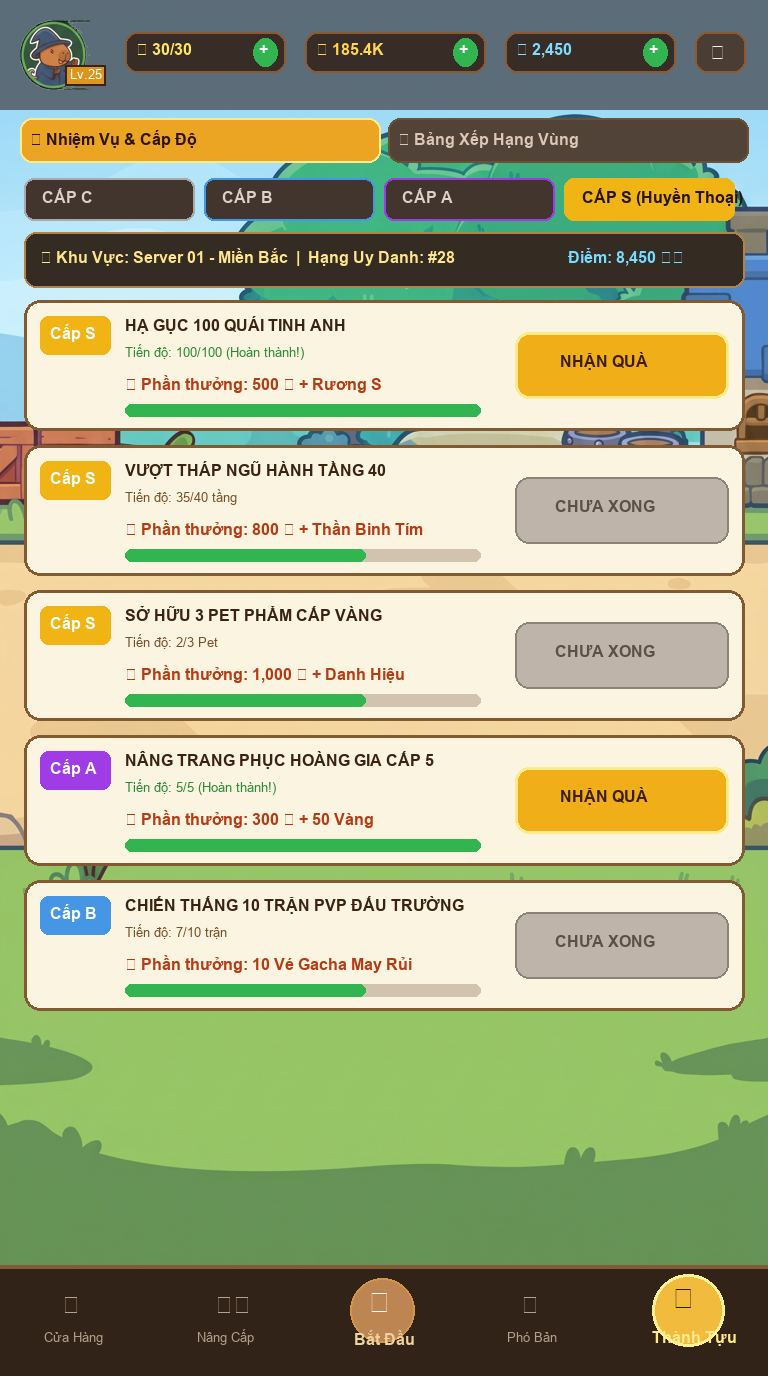 Lv.25
30/30 +
185.4K +
2,450 +
Nhiệm Vụ & Cấp Độ
Bảng Xếp Hạng Vùng
CẤP C
CẤP B
CẤP A
CẤP S (Huyền Thoại)
Khu Vực: Server 01 - Miền Bắc | Hạng Uy Danh: #28
Điểm: 8,450
Cấp S
HẠ GỤC 100 QUÁI TINH ANH
Tiến độ: 100/100 (Hoàn thành!)
Phần thưởng: 500 + Rương S
NHẬN QUÀ
Cấp S
VƯỢT THÁP NGŨ HÀNH TẦNG 40
Tiến độ: 35/40 tầng
Phần thưởng: 800 + Thần Binh Tím
CHƯA XONG
Cấp S
SỞ HỮU 3 PET PHẨM CẤP VÀNG
Tiến độ: 2/3 Pet
Phần thưởng: 1,000 + Danh Hiệu
CHƯA XONG
Cấp A
NÂNG TRANG PHỤC HOÀNG GIA CẤP 5
Tiến độ: 5/5 (Hoàn thành!)
Phần thưởng: 300 + 50 Vàng
NHẬN QUÀ
Cấp B
CHIẾN THẮNG 10 TRẬN PVP ĐẤU TRƯỜNG
Tiến độ: 7/10 trận
Phần thưởng: 10 Vé Gacha May Rủi
CHƯA XONG
Cửa Hàng
Nâng Cấp
Bắt Đầu
Phó Bản
Thành Tựu